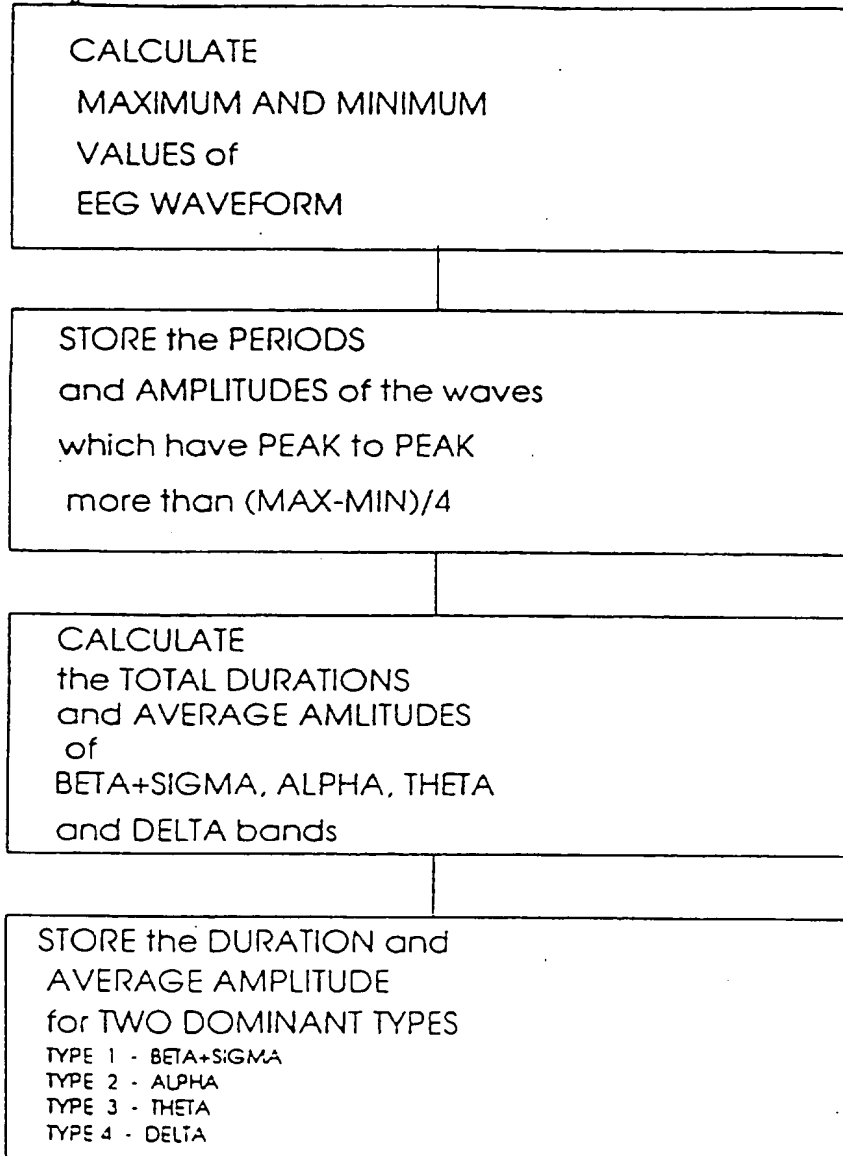 CALCULATE
MAXIMUM AND MINIMUM
VALUES of
EEG WAVEFORM
STORE the PERIODS
and AMPLITUDES of the waves
which have PEAK to PEAK
more than (MAX-MIN)/4
CALCULATE
the TOTAL DURATIONS
and AVERAGE AMLITUDES
of
BETA+SIGMA, ALPHA, THETA
and DELTA bands
STORE the DURATION and
AVERAGE AMPLITUDE
for TWO DOMINANT TYPES
TYPE 1 - BETA+SIGMA
TYPE 2 - ALPHA
TYPE 3 - THETA
TYPE 4 - DELTA